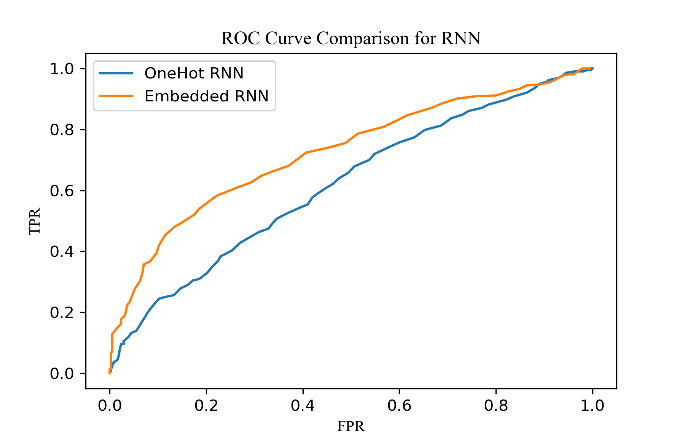 ROC Curve Comparison for RNN
OneHot RNN
Embedded RNN
1.0
0.8
0.6
0.4
0.2
0.0
TPR
0.0 0.2 0.4 0.6 0.8 1.0
FPR